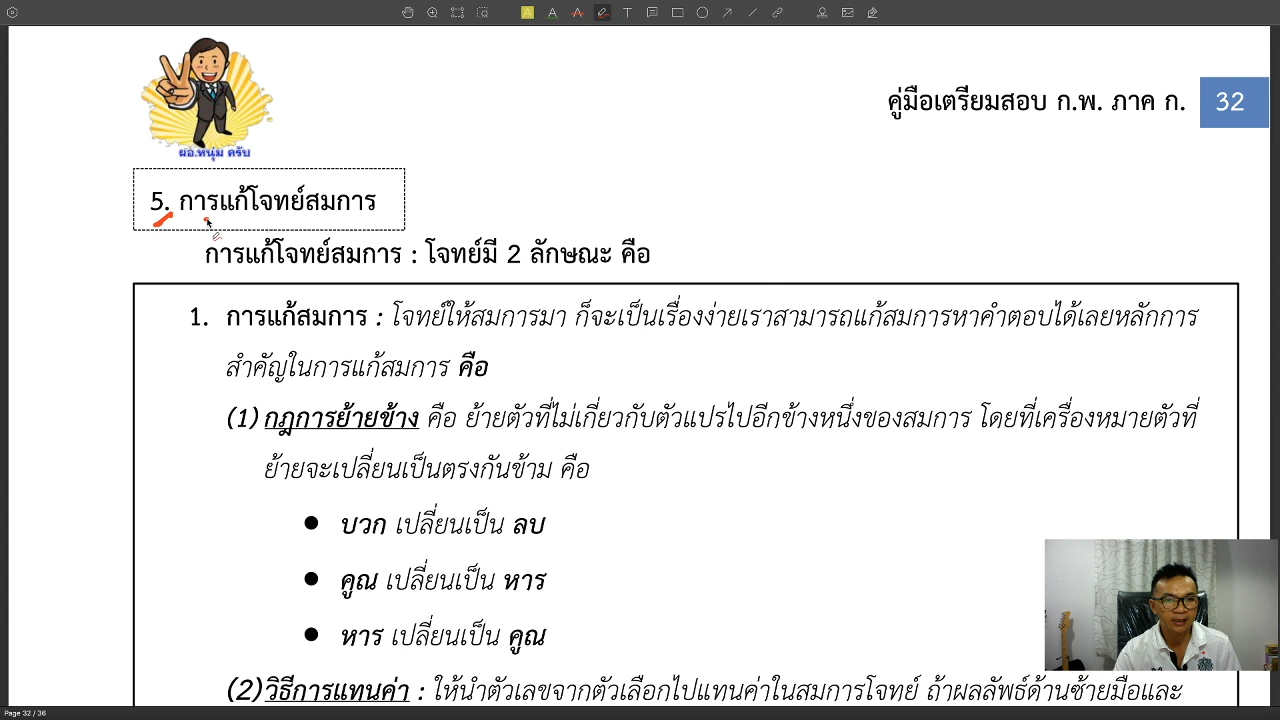 ผอ.หนุ่ม ครับ
คู่มือเตรียมสอบ ก.พ. ภาค ก. 32
5. การแก้โจทย์สมการ
การแก้โจทย์สมการ : โจทย์มี 2 ลักษณะ คือ
1. การแก้สมการ : โจทย์ให้สมการมา ก็จะเป็นเรื่องง่ายเราสามารถแก้สมการหาคำตอบได้เลยหลักการ
สำคัญในการแก้สมการ คือ
(1) กฎการย้ายข้าง คือ ย้ายตัวที่ไม่เกี่ยวกับตัวแปรไปอีกข้างหนึ่งของสมการ โดยที่เครื่องหมายตัวที่
ย้ายจะเปลี่ยนเป็นตรงกันข้าม คือ
● บวก เปลี่ยนเป็น ลบ
● คูณ เปลี่ยนเป็น หาร
● หาร เปลี่ยนเป็น คูณ
(2) วิธีการแทนค่า : ให้นำตัวเลขจากตัวเลือกไปแทนค่าในสมการโจทย์ ถ้าผลลัพธ์ด้านซ้ายมือและ
Page 32 / 36